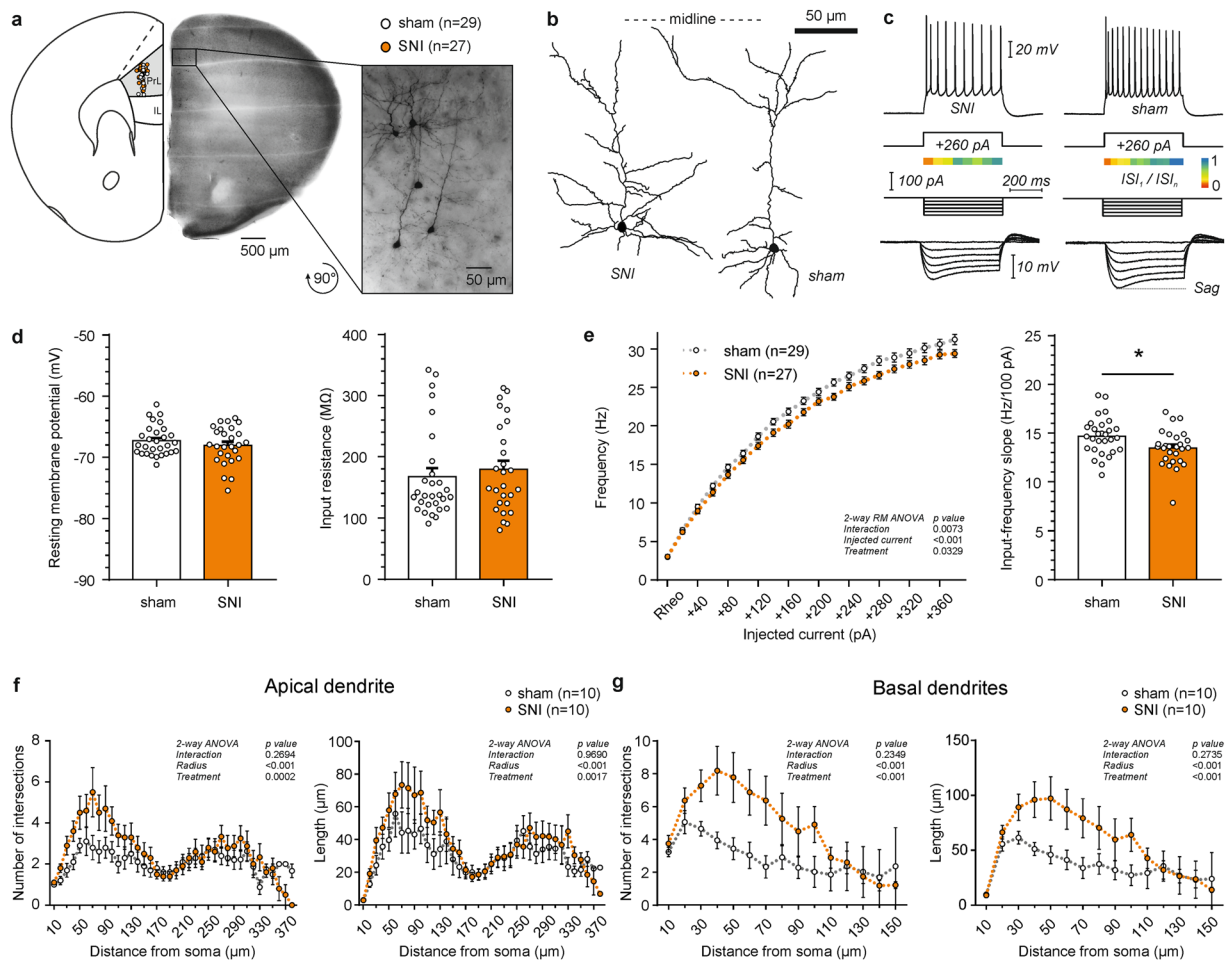 a
sham (n=29)
SNI (n=27)
PrL
IL
500 µm
90°
50 µm
b
midline
50 µm
SNI
sham
c
20 mV
SNI
sham
+260 pA
+260 pA
100 pA
200 ms
ISI1 / ISIn
1
0
10 mV
Sag
d
Resting membrane potential (mV)
-50
-60
-70
-80
-90
sham
SNI
Input resistance (MΩ)
400
300
200
100
0
sham
SNI
e
sham (n=29)
SNI (n=27)
Frequency (Hz)
30
25
20
15
10
5
0
2-way RM ANOVA p value
Interaction 0.0073
Injected current <0.001
Treatment 0.0329
Rheo +40 +80 +120 +160 +200 +240 +280 +320 +360
Injected current (pA)
Input-frequency slope (Hz/100 pA)
25
20
15
10
5
0
*
sham
SNI
f
Apical dendrite
sham (n=10)
SNI (n=10)
Number of intersections
8
6
4
2
0
2-way ANOVA p value
Interaction 0.2694
Radius <0.001
Treatment 0.0002
10 50 90 130 170 210 250 290 330 370
Distance from soma (µm)
Length (µm)
100
80
60
40
20
0
2-way ANOVA p value
Interaction 0.9690
Radius <0.001
Treatment 0.0017
10 50 90 130 170 210 250 290 330 370
Distance from soma (µm)
g
Basal dendrites
sham (n=10)
SNI (n=10)
Number of intersections
10
8
6
4
2
0
2-way ANOVA p value
Interaction 0.2349
Radius <0.001
Treatment <0.001
10 30 50 70 90 110 130 150
Distance from soma (µm)
Length (µm)
150
100
50
0
2-way ANOVA p value
Interaction 0.2735
Radius <0.001
Treatment <0.001
10 30 50 70 90 110 130 150
Distance from soma (µm)